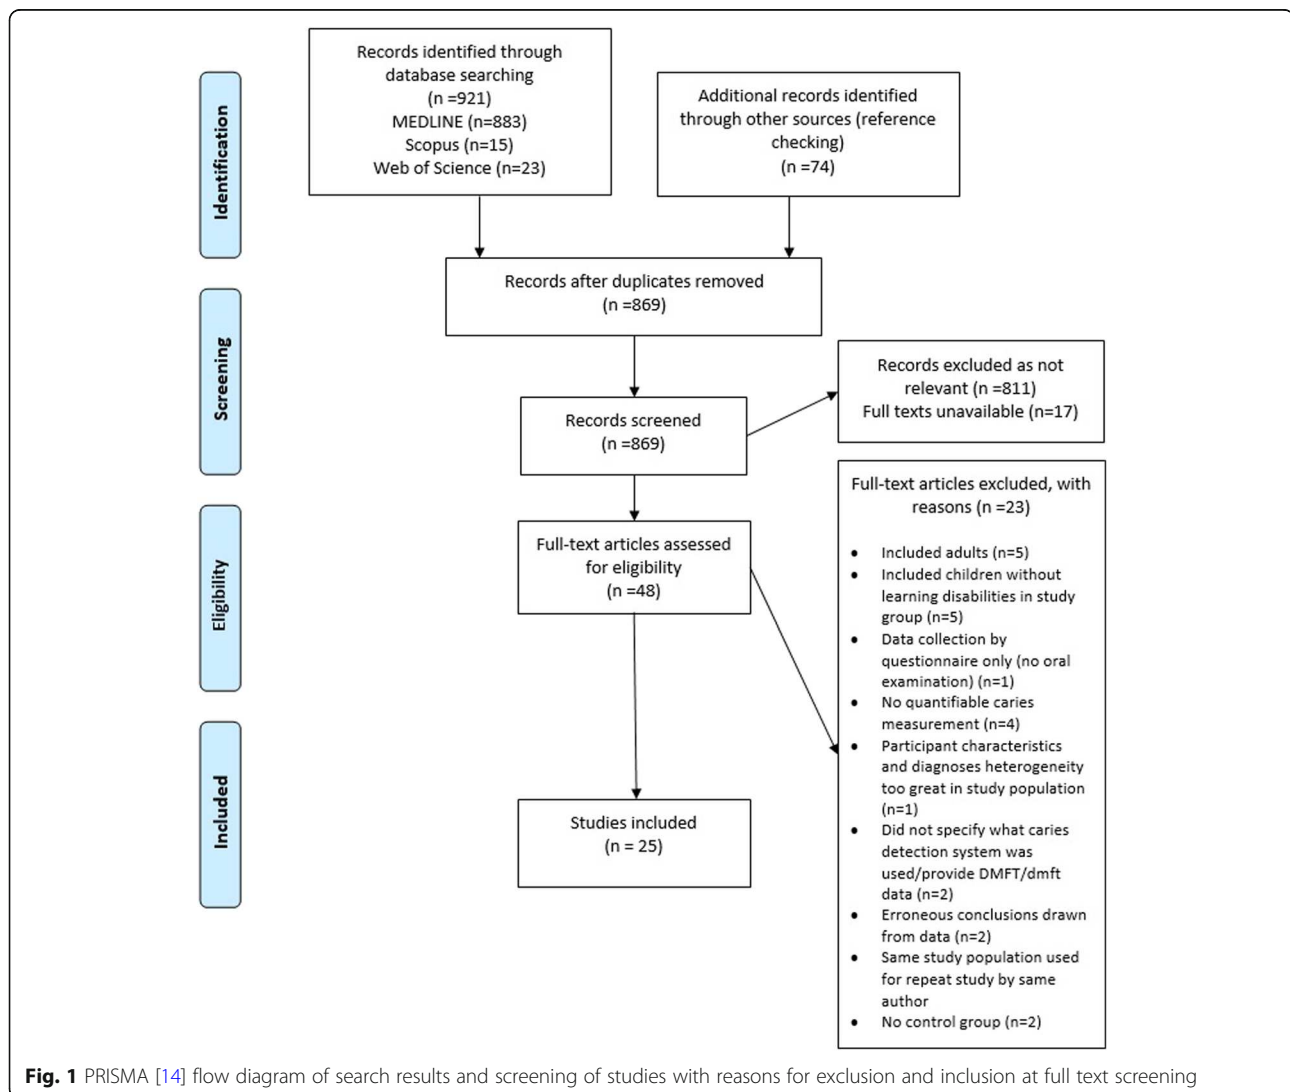 Identification
Records identified through
database searching
(n =921)
MEDLINE (n=883)
Scopus (n=15)
Web of Science (n=23)
Additional records identified
through other sources (reference
checking)
(n =74)
Records after duplicates removed
(n =869)
Screening
Records screened
(n =869)
Records excluded as not
relevant (n =811)
Full texts unavailable (n=17)
Eligibility
Full-text articles assessed
for eligibility
(n =48)
Full-text articles excluded, with
reasons (n =23)
• Included adults (n=5)
• Included children without
learning disabilities in study
group (n=5)
• Data collection by
questionnaire only (no oral
examination) (n=1)
• No quantifiable caries
measurement (n=4)
• Participant characteristics
and diagnoses heterogeneity
too great in study population
(n=1)
• Did not specify what caries
detection system was
used/provide DMFT/dmft
data (n=2)
• Erroneous conclusions drawn
from data (n=2)
• Same study population used
for repeat study by same
author
• No control group (n=2)
Included
Studies included
(n = 25)
Fig. 1 PRISMA [14] flow diagram of search results and screening of studies with reasons for exclusion and inclusion at full text screening